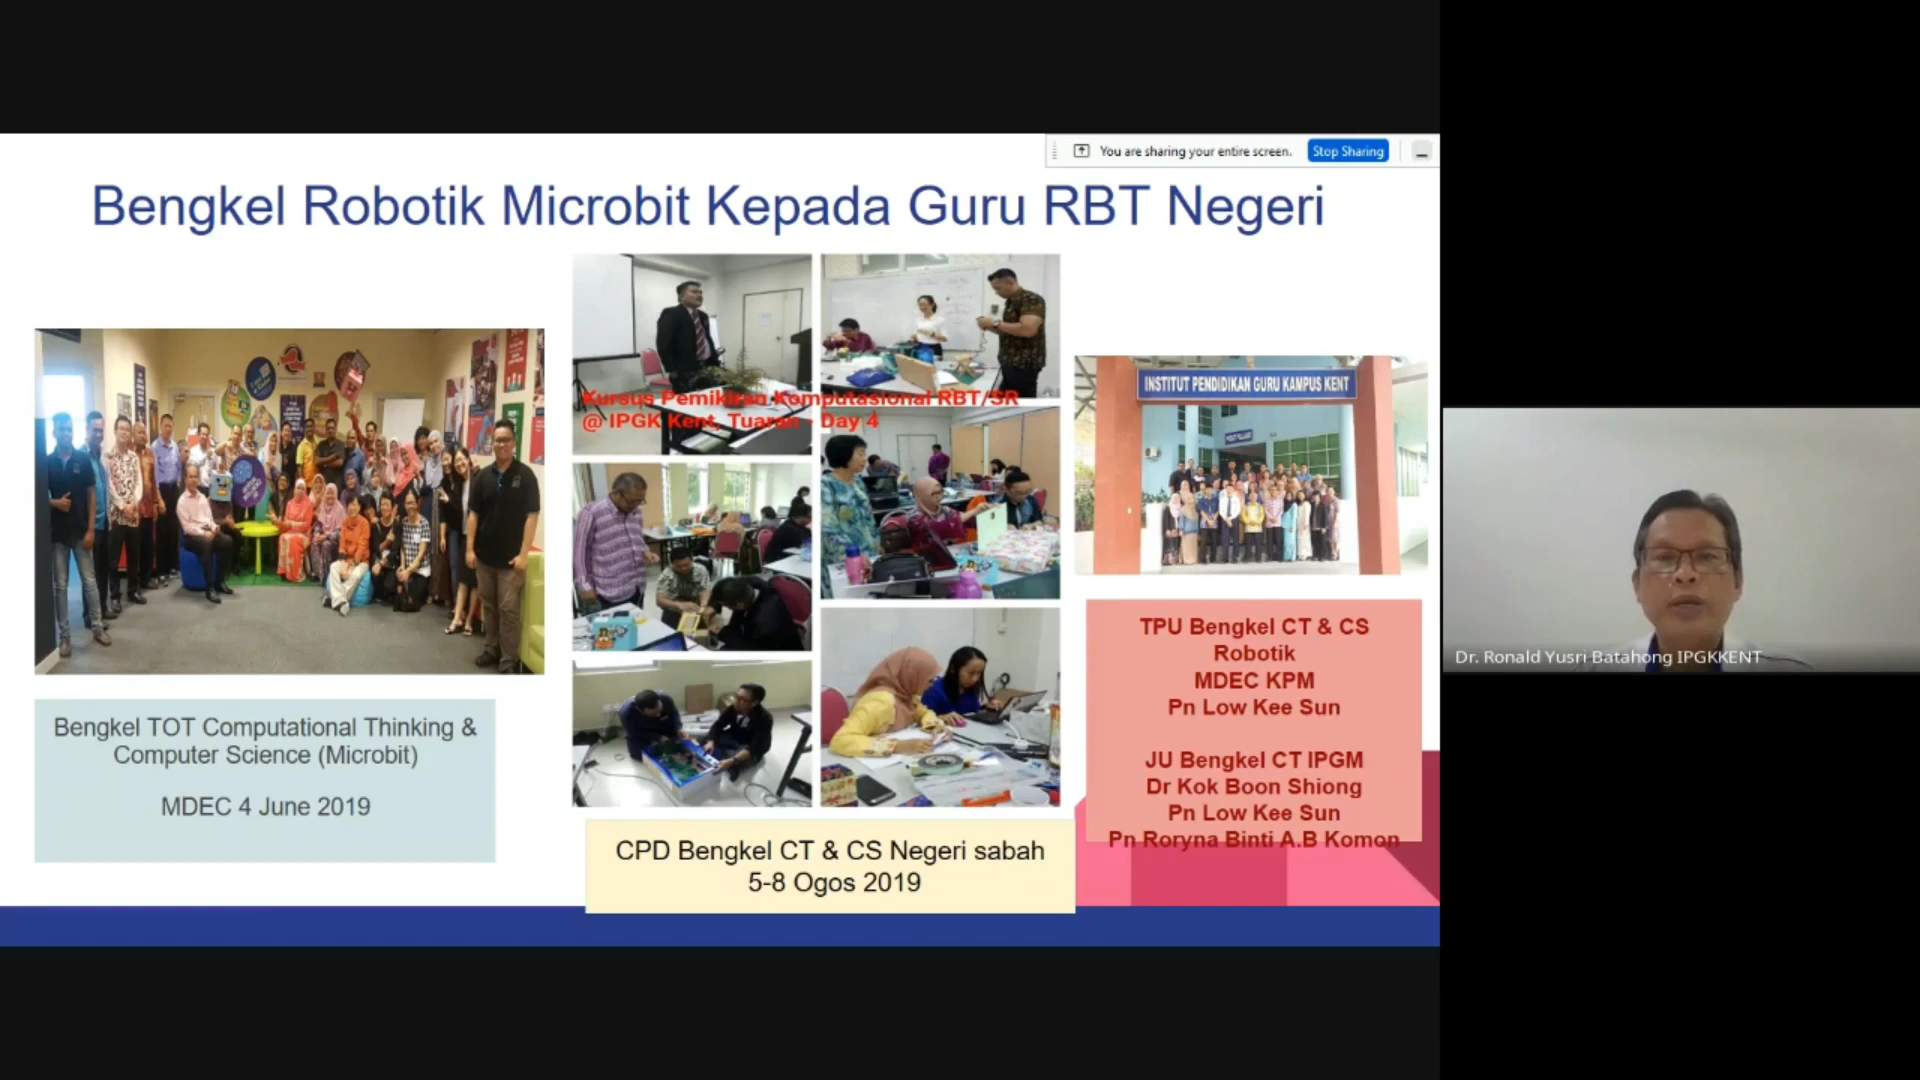 You are sharing your entire screen.
Stop Sharing
Bengkel Robotik Microbit Kepada Guru RBT Negeri
Kursus Pemikiran Komputasional RBT/SR
@ IPGK Kent, Tuaran - Day 4
INSTITUT PENDIDIKAN GURU KAMPUS KENT
Bengkel TOT Computational Thinking &
Computer Science (Microbit)
MDEC 4 June 2019
CPD Bengkel CT & CS Negeri sabah
5-8 Ogos 2019
TPU Bengkel CT & CS
Robotik
MDEC KPM
Pn Low Kee Sun
JU Bengkel CT IPGM
Dr Kok Boon Shiong
Pn Low Kee Sun
Pn Roryna Binti A.B Komon
Dr. Ronald Yusri Batahong IPGKKENT